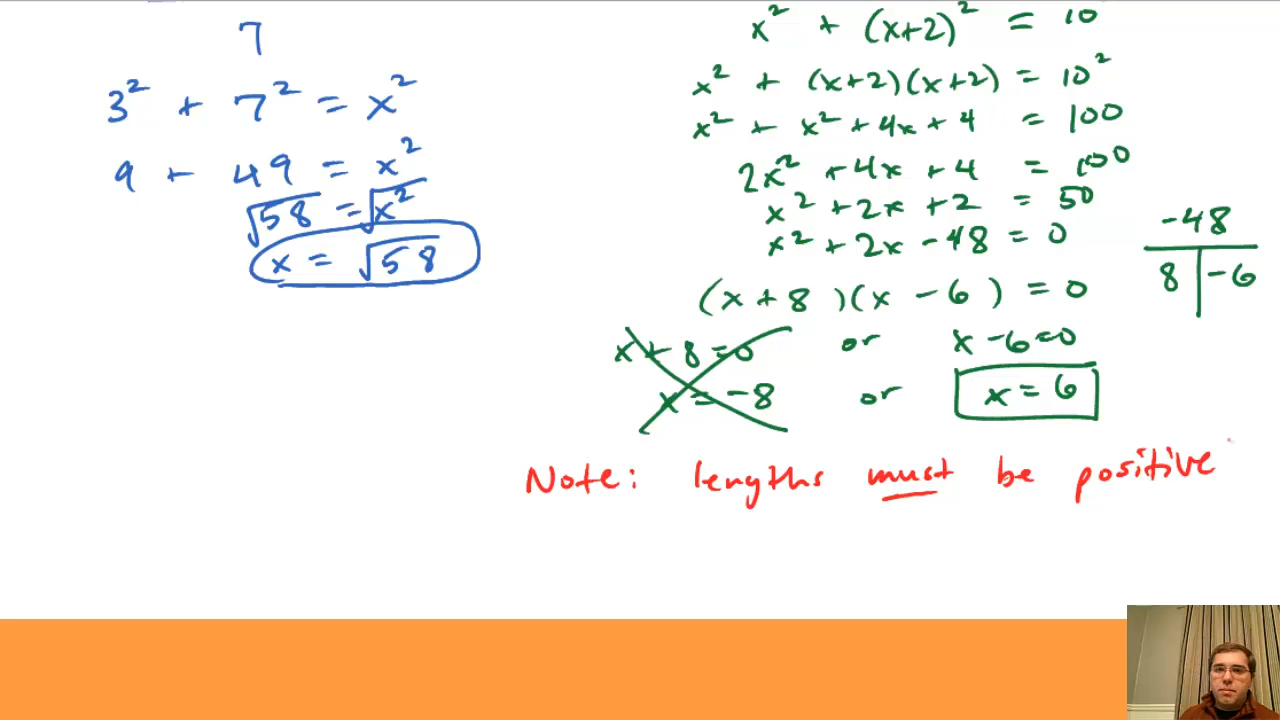 7
3² + 7² = x²
9 + 49 = x²
√58 = √x²
x = √58
x² + (x+2)² = 10
x² + (x+2)(x+2) = 10²
x² + x² + 4x + 4 = 100
2x² + 4x + 4 = 100
x² + 2x + 2 = 50
x² + 2x - 48 = 0
-48
8 | -6
(x + 8)(x - 6) = 0
x + 8 = 0 or x - 6 = 0
x = -8 or x = 6
Note: lengths must be positive